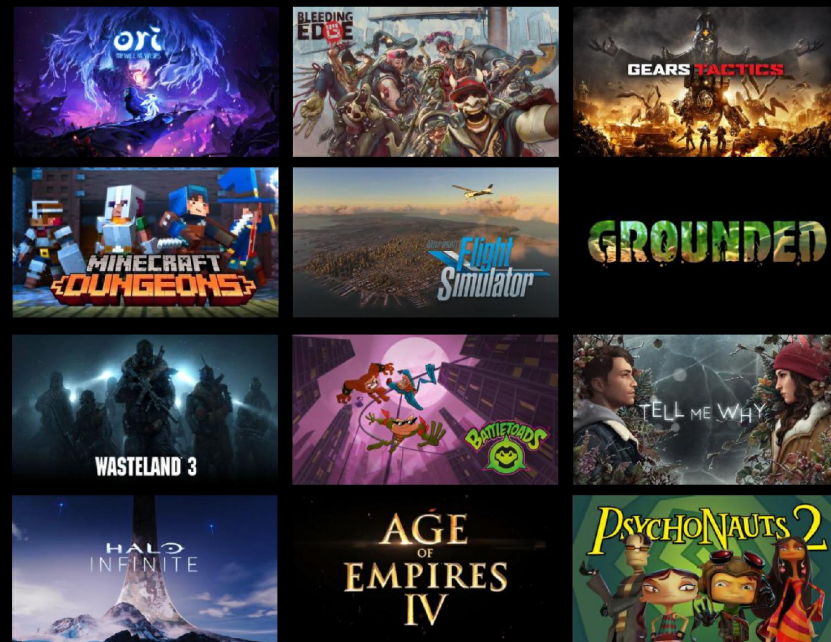 ori
BLEEDING
EDGE
GEARS TACTICS
MINECRAFT
DUNGEONS
Microsoft
Flight
Simulator
GROUNDED
WASTELAND 3
BATTLETOADS
TELL ME WHY
HALO
INFINITE
AGE
OF
EMPIRES
IV
PSYCHONAUTS 2